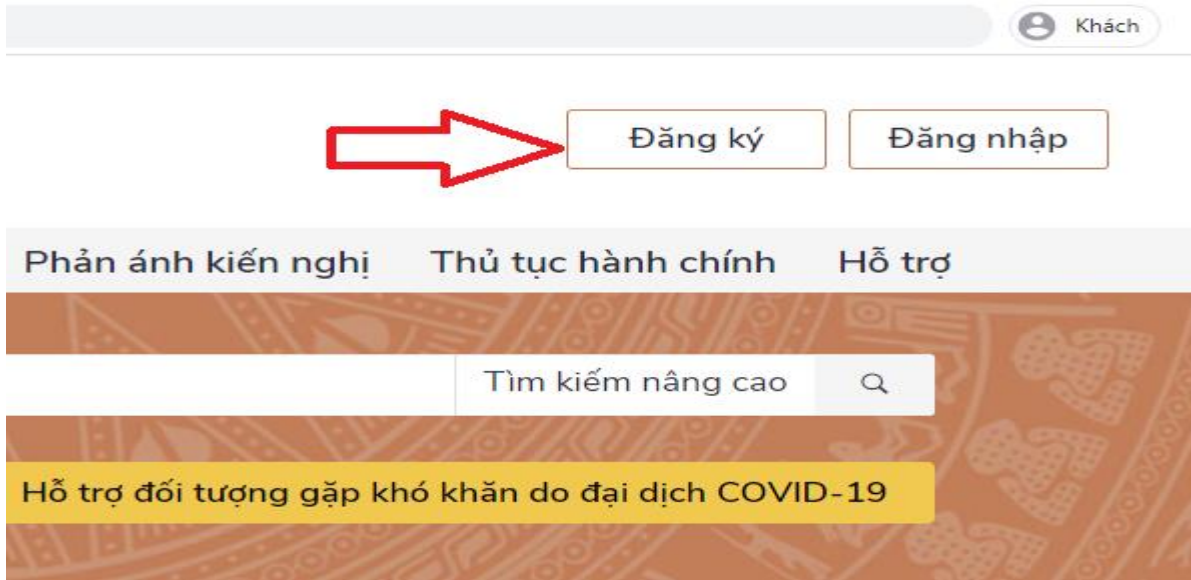 Khách
Đăng ký Đăng nhập
Phản ánh kiến nghị Thủ tục hành chính Hỗ trợ
Tìm kiếm nâng cao
Hỗ trợ đối tượng gặp khó khăn do đại dịch COVID-19